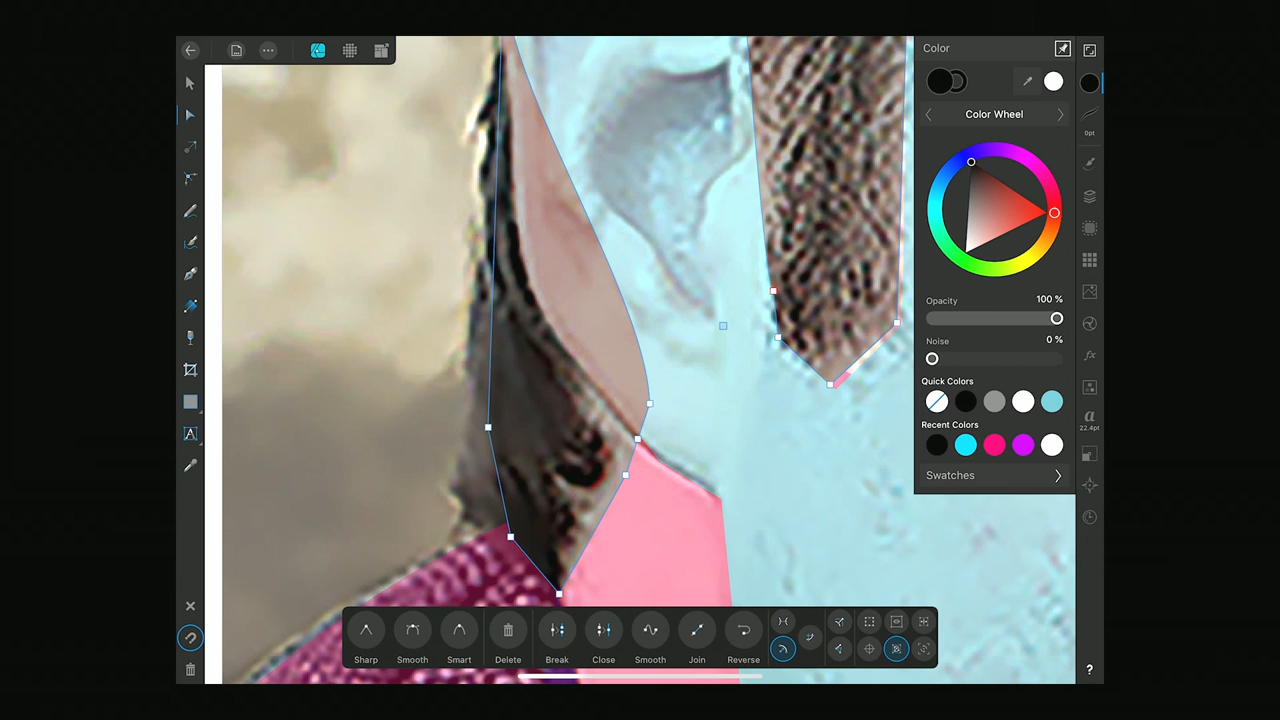 Color
Color Wheel
0pt
Opacity 100 %
Noise 0 %
Quick Colors
a
22.4pt
Recent Colors
Swatches
A
fx
Sharp Smooth Smart Delete Break Close Smooth Join Reverse
?